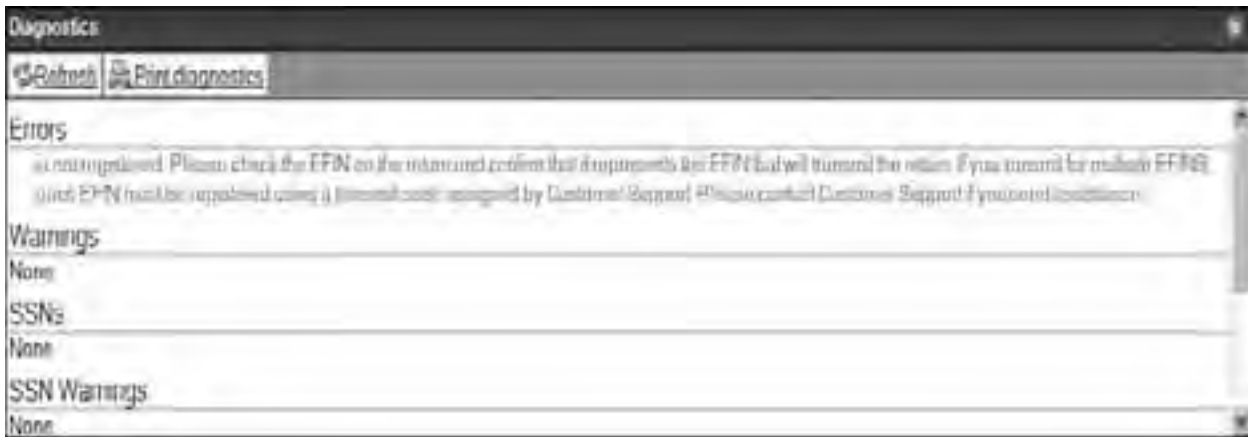 Diagnostics
Refresh Print diagnostics
Errors
is not registered. Please check the EFIN on the return and confirm that it represents the EFIN that will transmit the return. If you transmit for multiple EFINs,
each EFIN must be registered using a transmit code assigned by Customer Support. Please contact Customer Support if you need assistance.
Warnings
None
SSNs
None
SSN Warnings
None